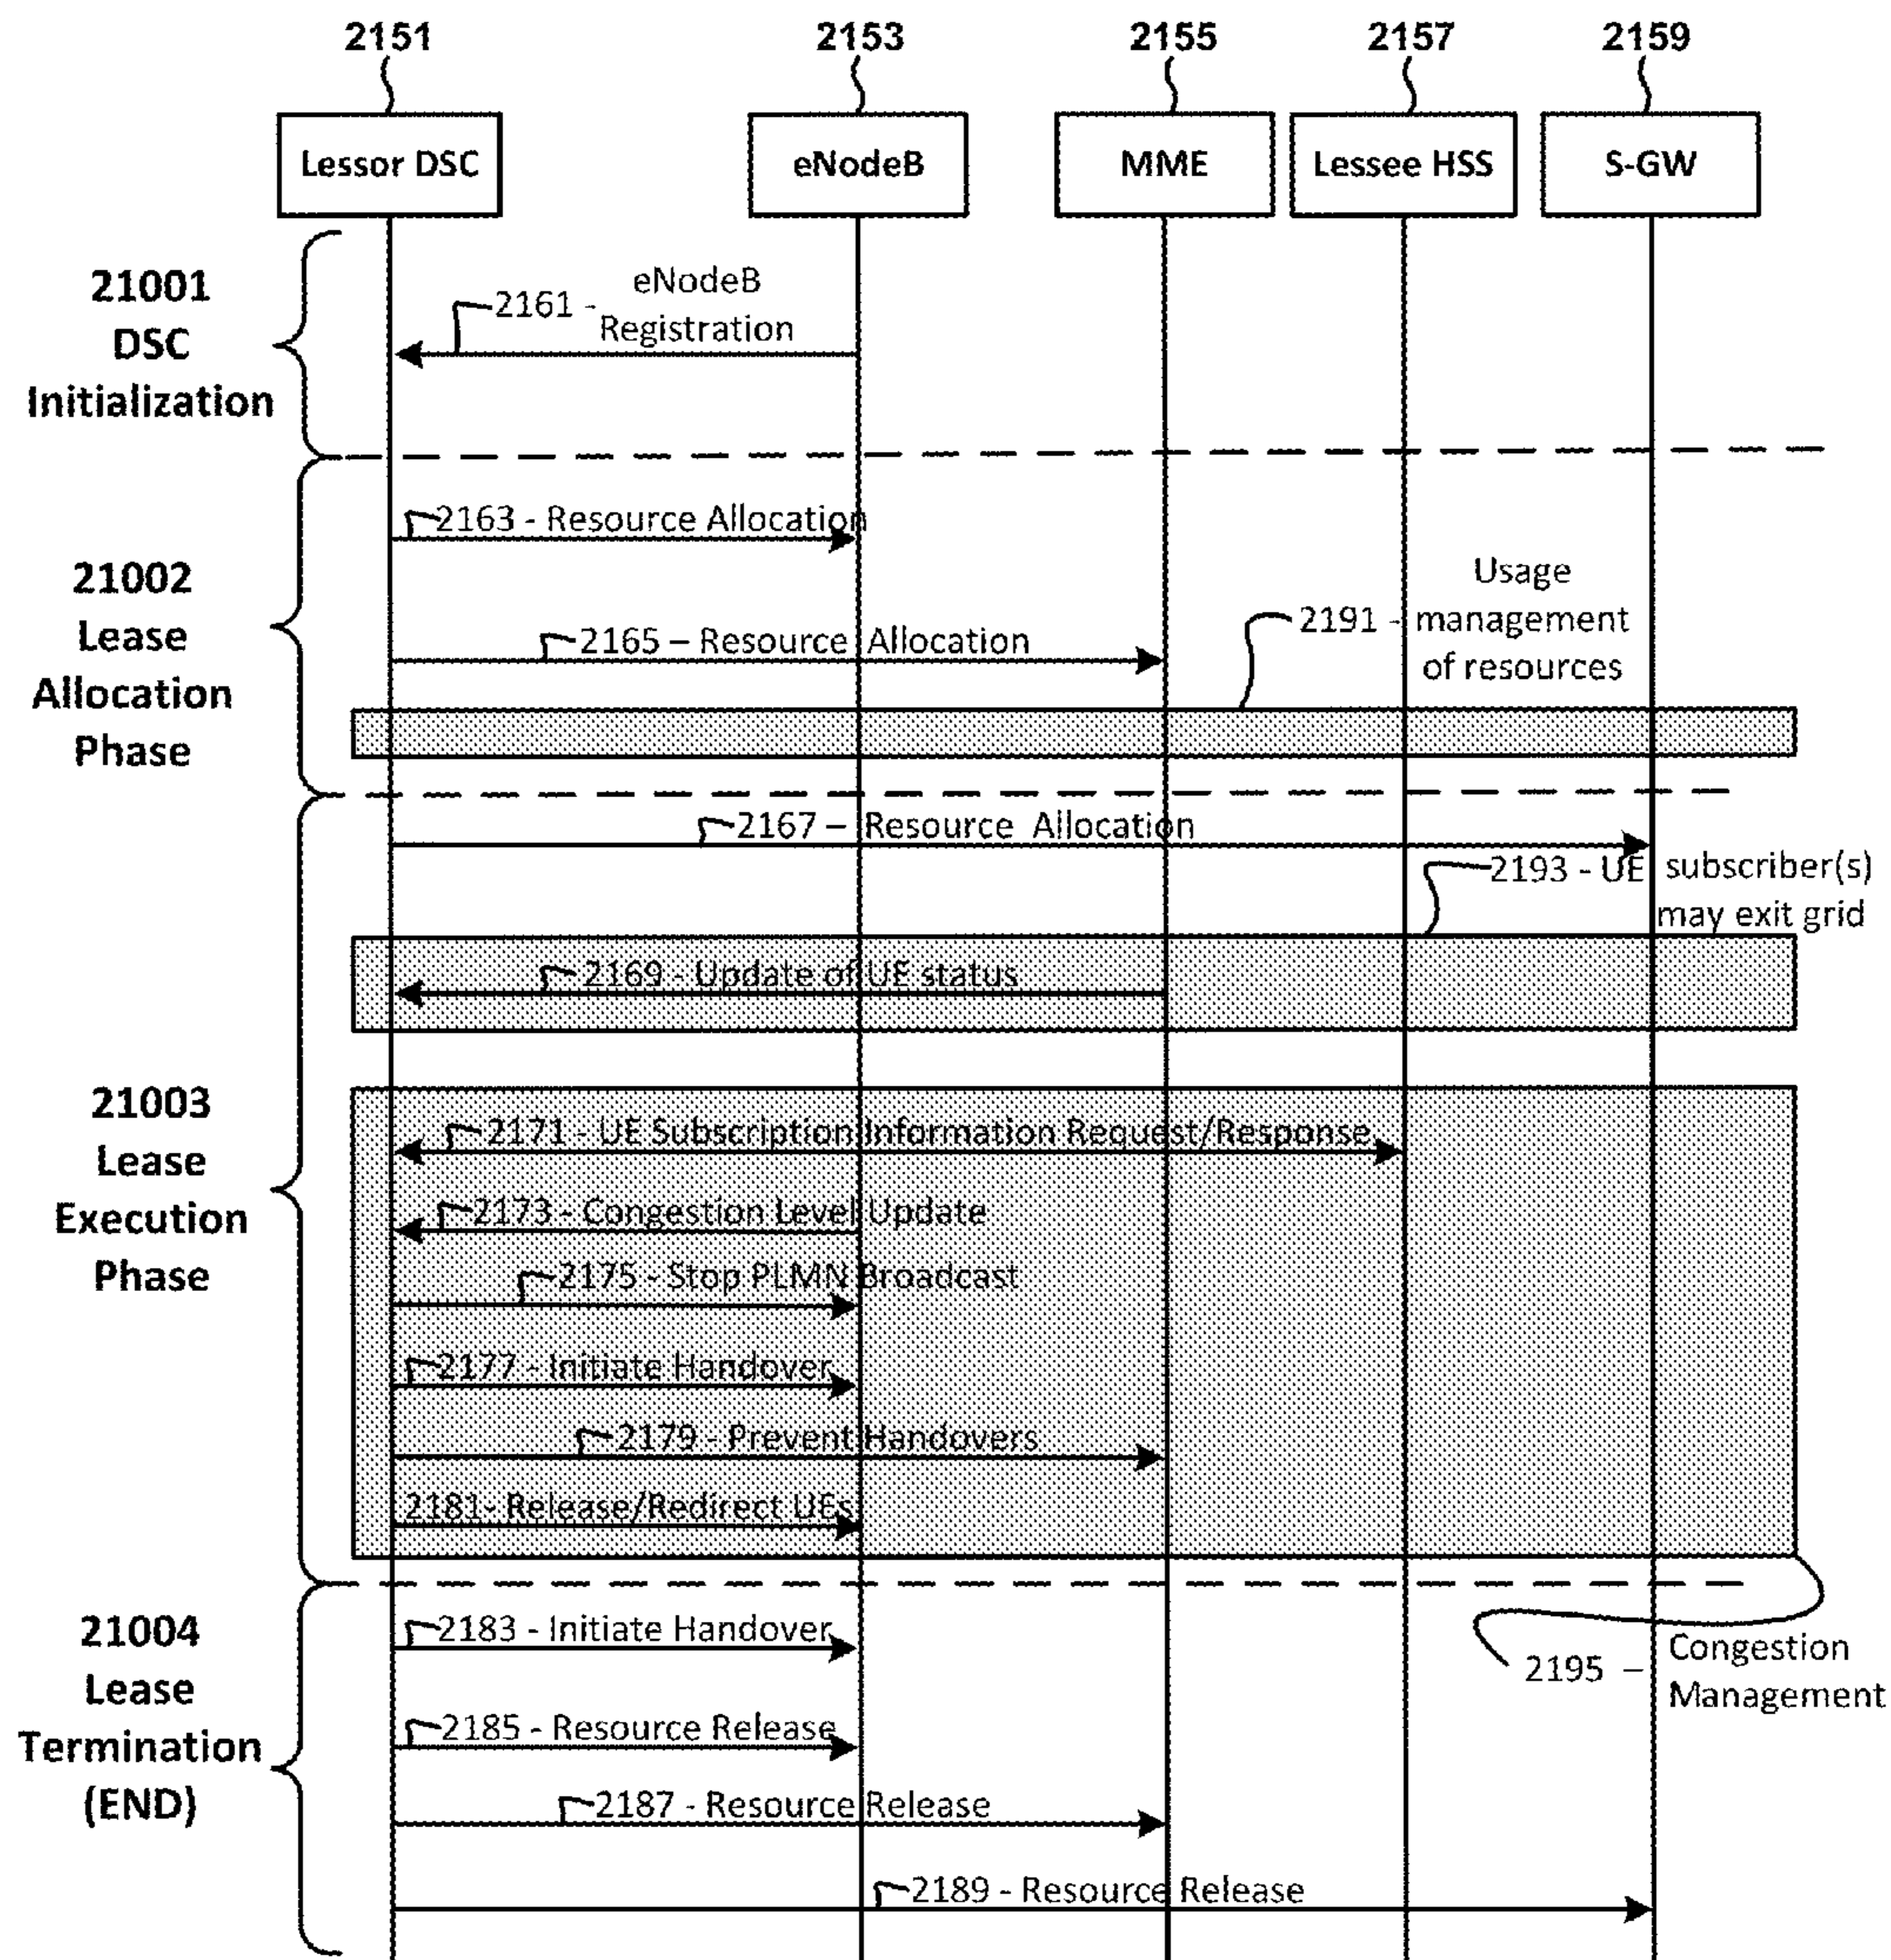 2151 2153 2155 2157 2159
Lessor DSC eNodeB MME Lessee HSS S-GW
21001
DSC
Initialization
2161 - eNodeB
Registration
21002
Lease
Allocation
Phase
2163 - Resource Allocation
2165 – Resource Allocation
Usage
2191 - management
of resources
21003
Lease
Execution
Phase
2167 – Resource Allocation
2193 - UE subscriber(s)
may exit grid
2169 - Update of UE status
2171 - UE Subscription Information Request/Response
2173 - Congestion Level Update
2175 - Stop PLMN Broadcast
2177 - Initiate Handover
2179 - Prevent Handovers
2181- Release/Redirect UEs
21004
Lease
Termination
(END)
2183 - Initiate Handover
2195 – Congestion
Management
2185 - Resource Release
2187 - Resource Release
2189 - Resource Release